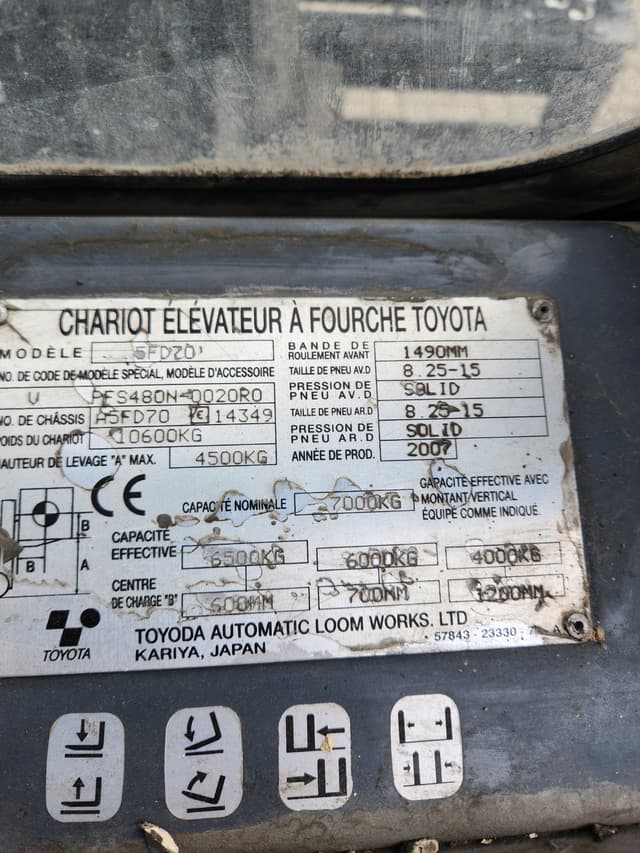 CHARIOT ÉLÉVATEUR À FOURCHE TOYOTA
MODÈLE 5FD70
NO. DE CODE DE MODÈLE SPÉCIAL, MODÈLE D'ACCESSOIRE
V PFS480N-0020R0
NO. DE CHÂSSIS A5FD70 E 14349
POIDS DU CHARIOT 10600KG
HAUTEUR DE LEVAGE "A" MAX. 4500KG
BANDE DE ROULEMENT AVANT 1490MM
TAILLE DE PNEU AV.D 8.25-15
PRESSION DE PNEU AV.D SOLID
TAILLE DE PNEU AR.D 8.25-15
PRESSION DE PNEU AR.D SOLID
ANNÉE DE PROD. 2007
CE
CAPACITÉ NOMINALE 7000KG
CAPACITÉ EFFECTIVE AVEC
MONTANT VERTICAL
ÉQUIPÉ COMME INDIQUÉ
CAPACITÉ EFFECTIVE 6500KG 6000KG 4000KG
CENTRE DE CHARGE "B" 600MM 700MM 1200MM
B
B A
TOYOTA
TOYODA AUTOMATIC LOOM WORKS. LTD
KARIYA, JAPAN
57843-23330-